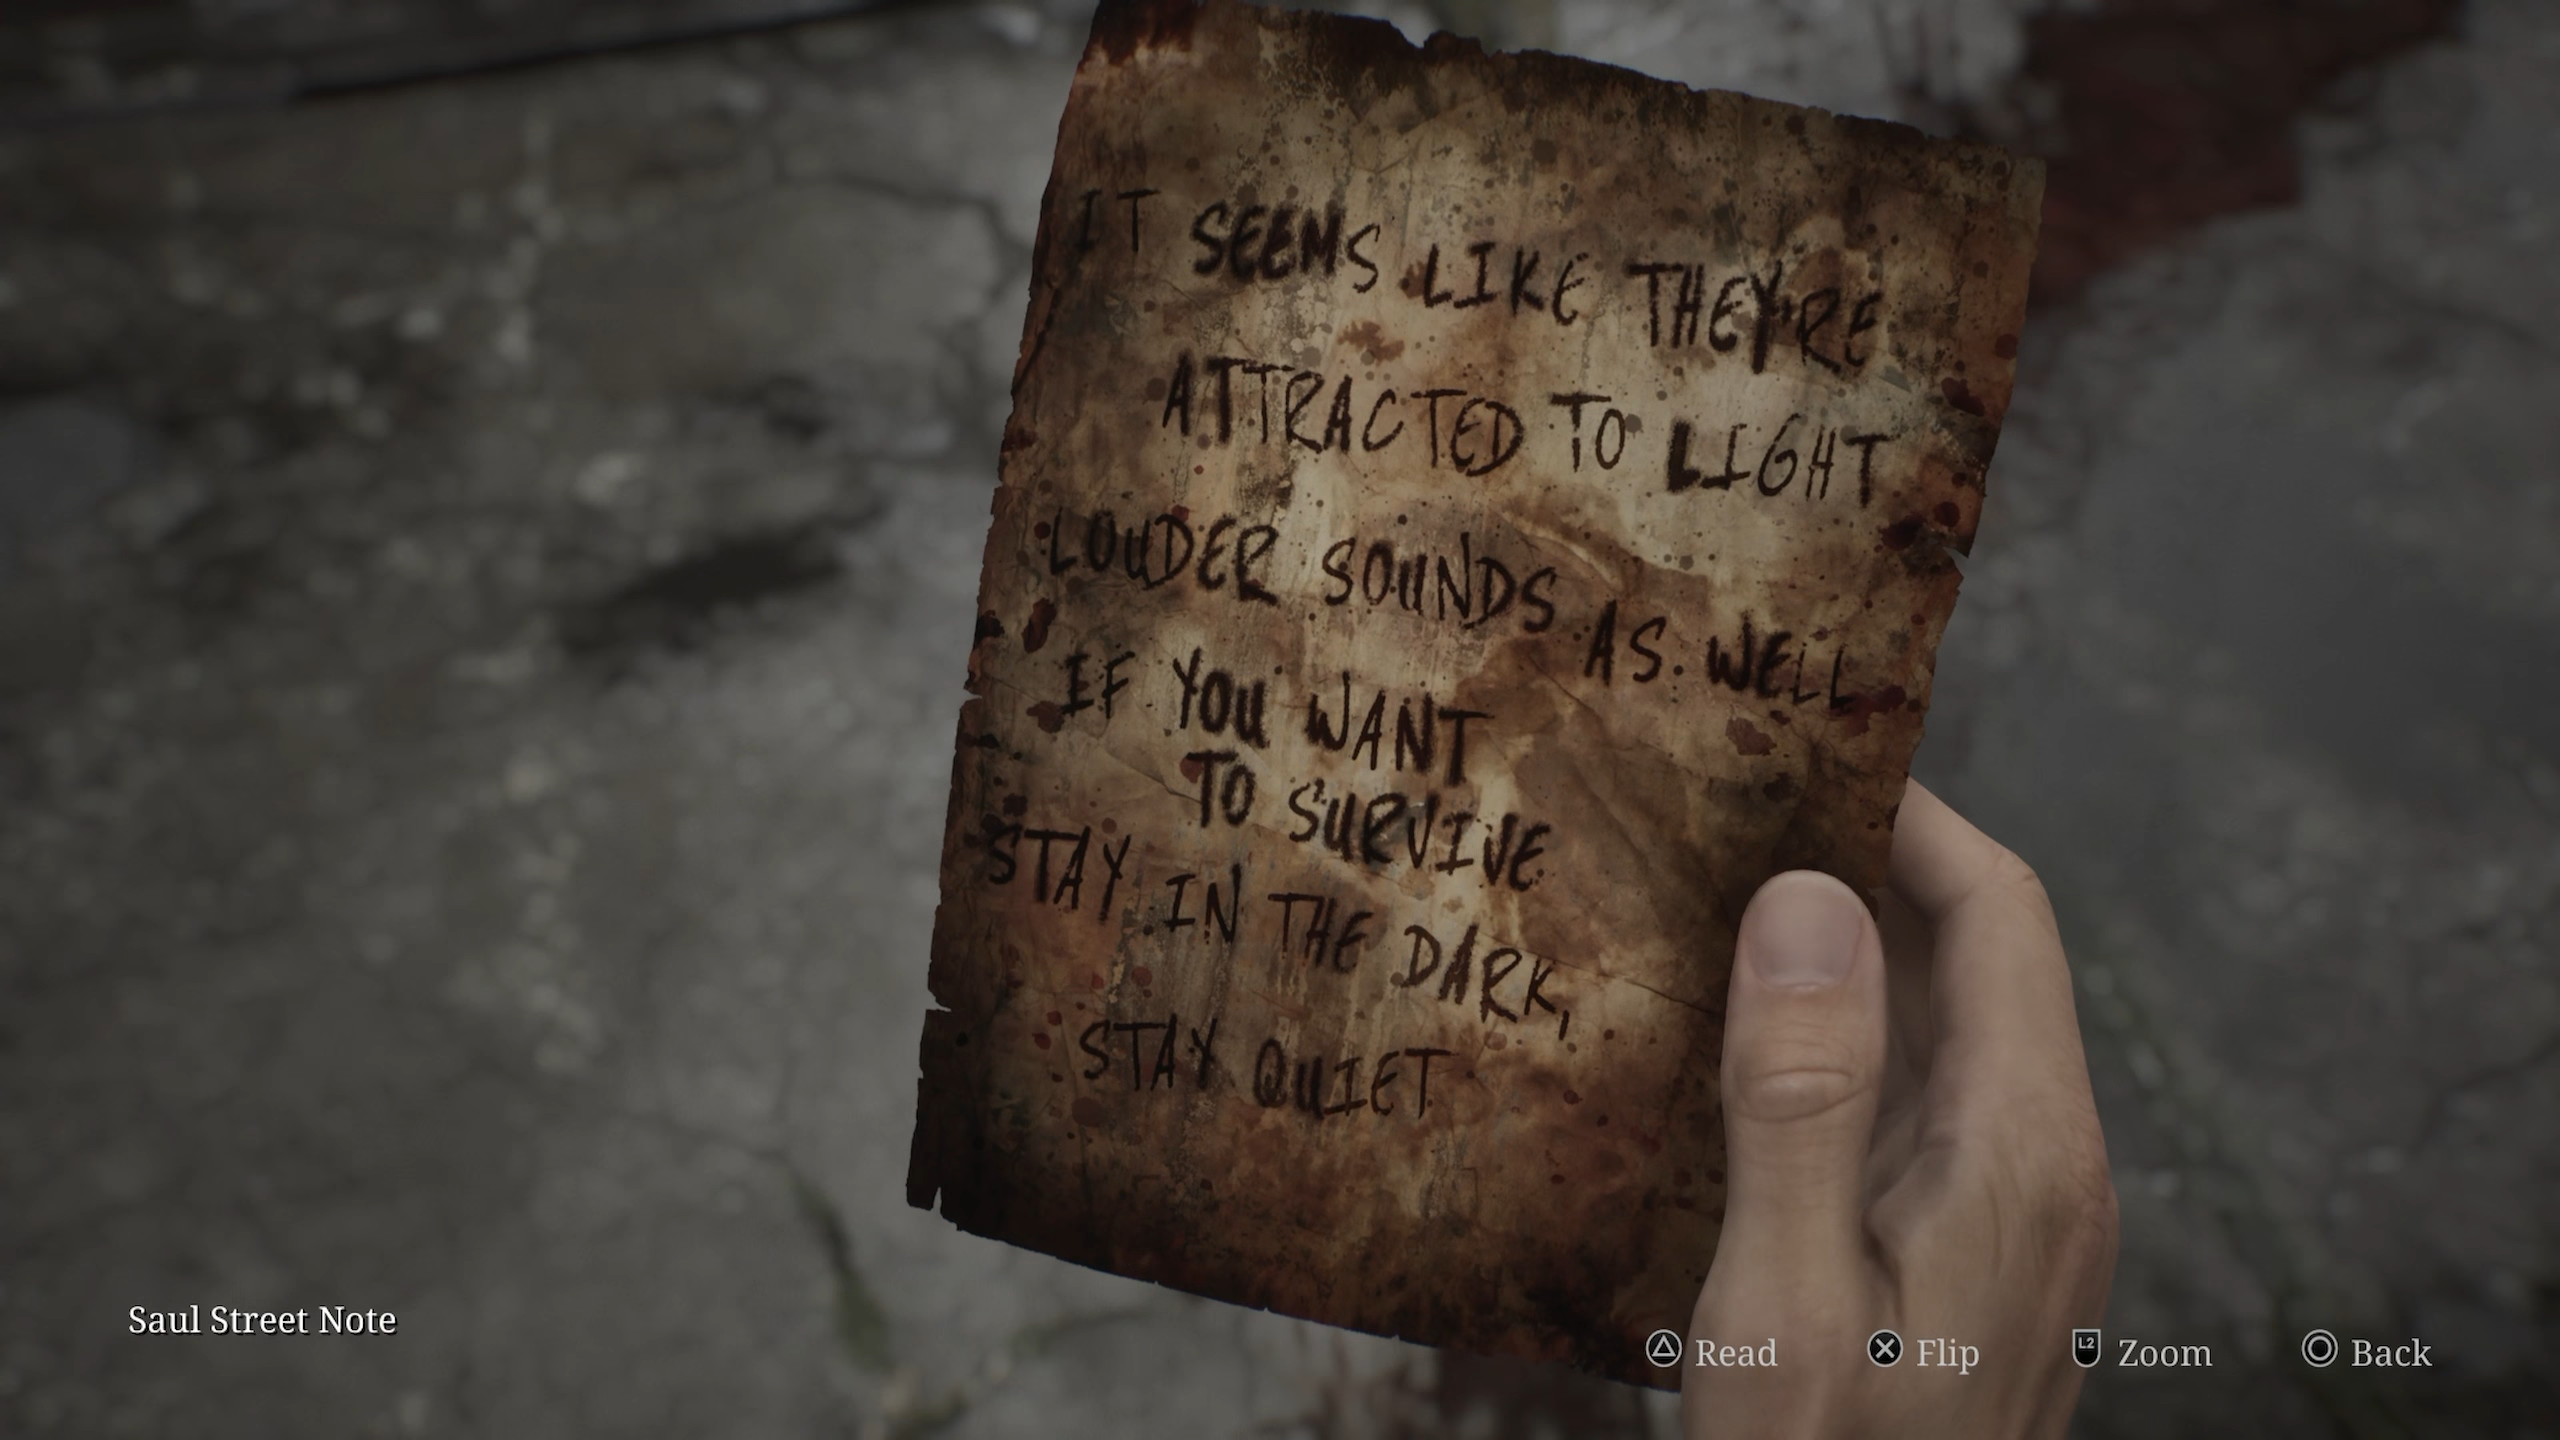 IT SEEMS LIKE THEY'RE
ATTRACTED TO LIGHT
LOUDER SOUNDS AS WELL
IF YOU WANT
TO SURVIVE
STAY IN THE DARK,
STAY QUIET
Saul Street Note
Read Flip L2 Zoom Back